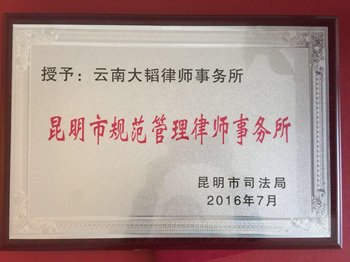 授予：云南大韬律师事务所
昆明市规范管理律师事务所
昆明市司法局
2016年7月